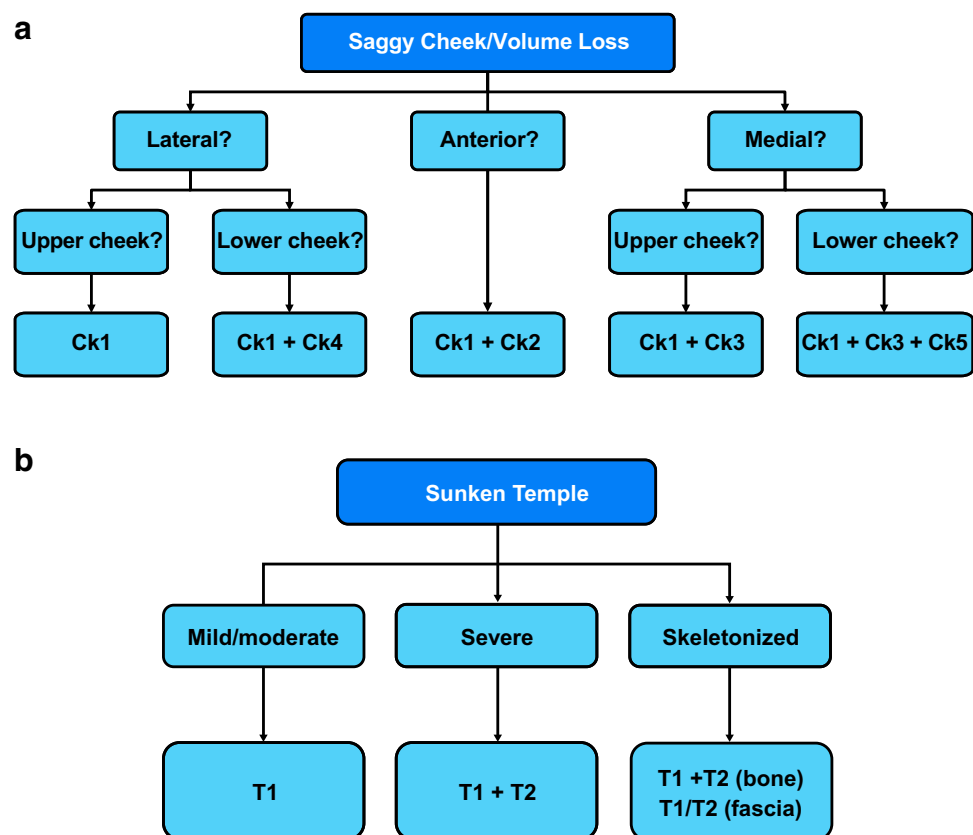 a
Saggy Cheek/Volume Loss
Lateral?
Anterior?
Medial?
Upper cheek?
Lower cheek?
Upper cheek?
Lower cheek?
Ck1
Ck1 + Ck4
Ck1 + Ck2
Ck1 + Ck3
Ck1 + Ck3 + Ck5
b
Sunken Temple
Mild/moderate
Severe
Skeletonized
T1
T1 + T2
T1 +T2 (bone)
T1/T2 (fascia)